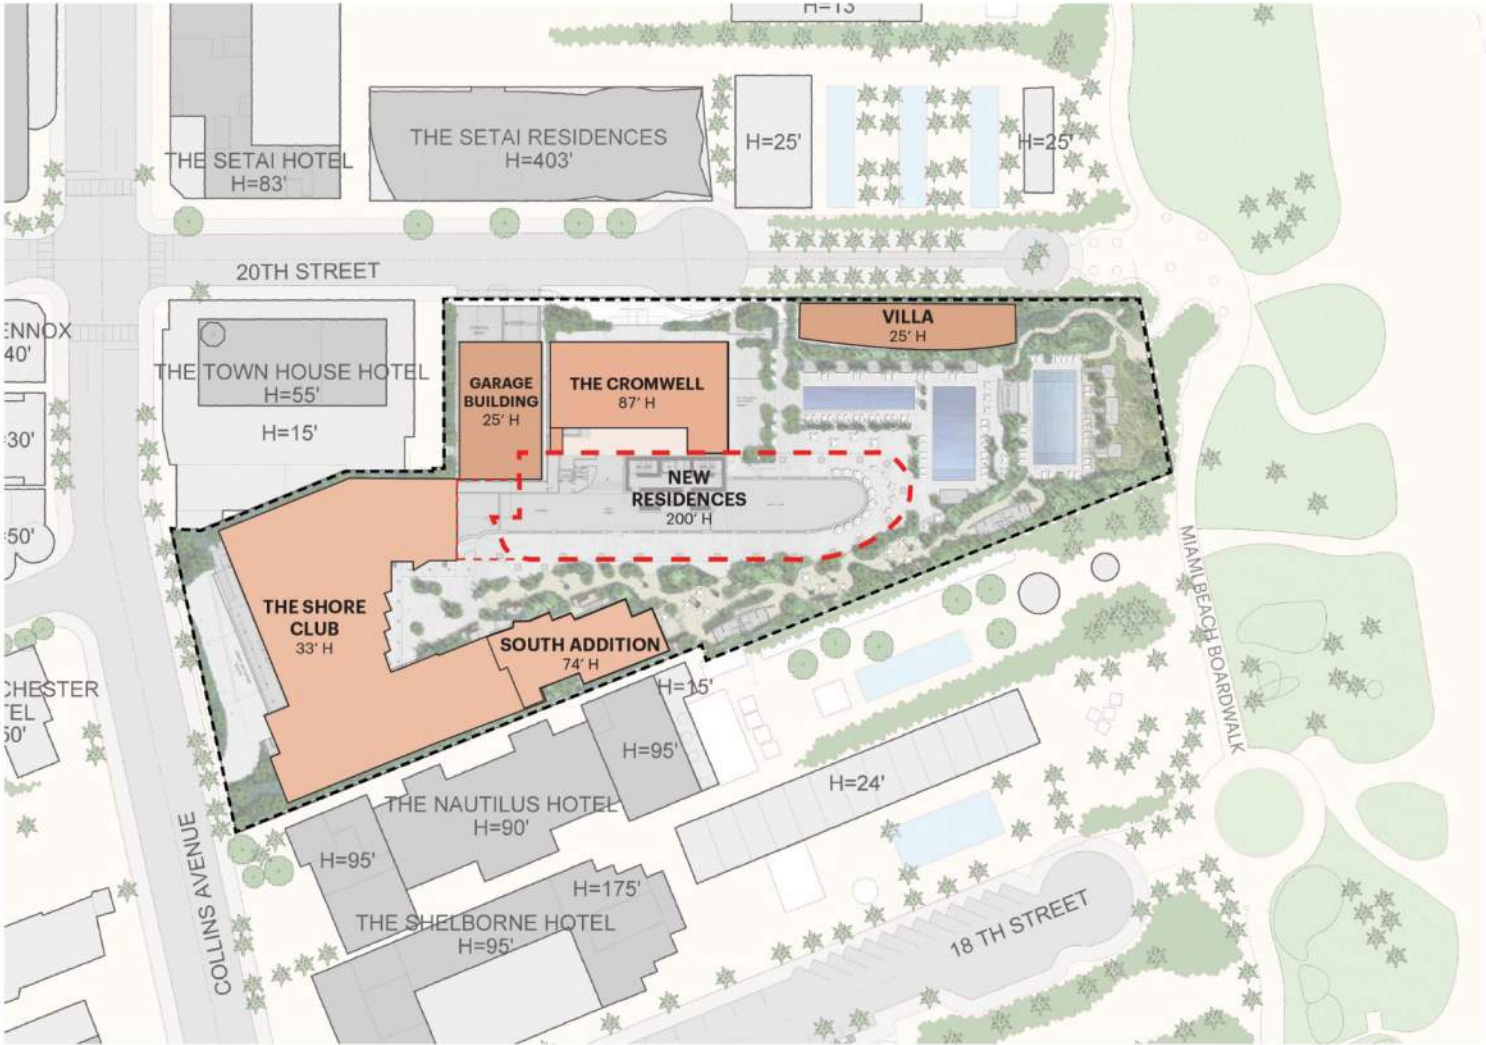 H=13
THE SETAI RESIDENCES
H=403'
THE SETAI HOTEL
H=83'
H=25'
H=25'
20TH STREET
ENNOX
40'
THE TOWN HOUSE HOTEL
H=55'
H=15'
=30'
=50'
VILLA
25' H
GARAGE
BUILDING
25' H
THE CROMWELL
87' H
NEW
RESIDENCES
200' H
THE SHORE
CLUB
33' H
SOUTH ADDITION
74' H
H=15'
CHESTER
EL
50'
H=95'
THE NAUTILUS HOTEL
H=90'
H=95'
H=24'
H=175'
THE SHELBORNE HOTEL
H=95'
18 TH STREET
COLLINS AVENUE
MIAMI BEACH BOARDWALK